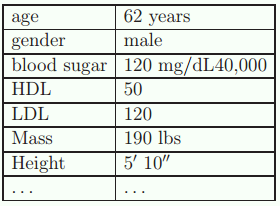 age 62 years
gender male
blood sugar 120 mg/dL40,000
HDL 50
LDL 120
Mass 190 lbs
Height 5′ 10′′
... ...